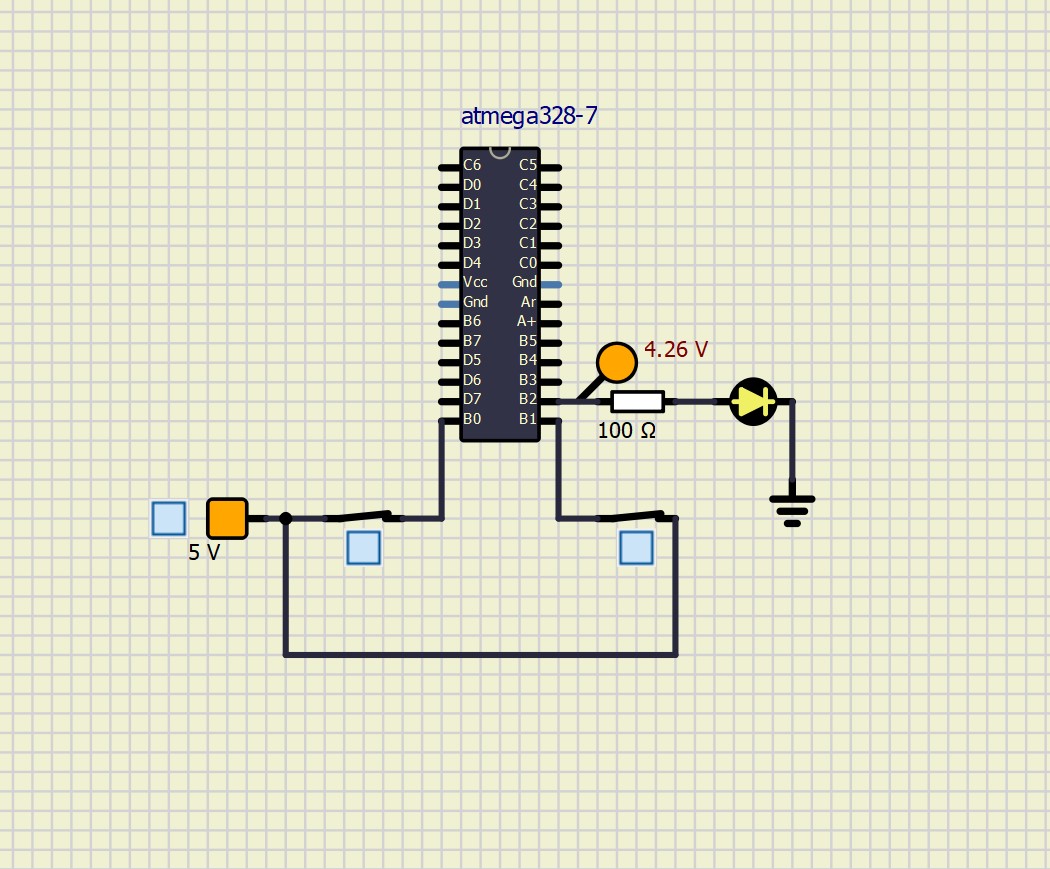 atmega328-7
C6 C5
D0 C4
D1 C3
D2 C2
D3 C1
D4 C0
Vcc Gnd
Gnd Ar
B6 A+
B7 B5
D5 B4
D6 B3
D7 B2
B0 B1
4.26 V
100 Ω
5 V